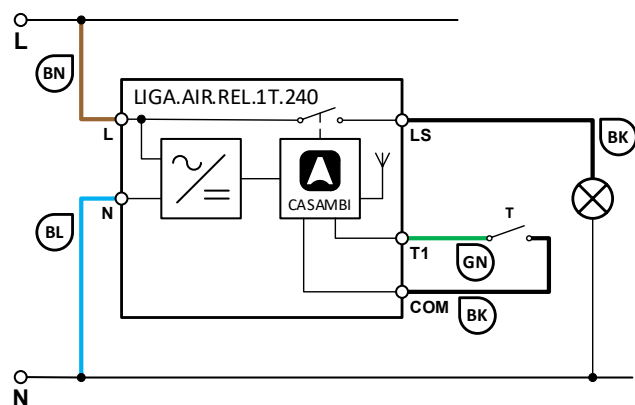 L
BN
LIGA.AIR.REL.1T.240
L
LS
BK
CASAMBI
N
BL
T
T1
GN
COM
BK
N